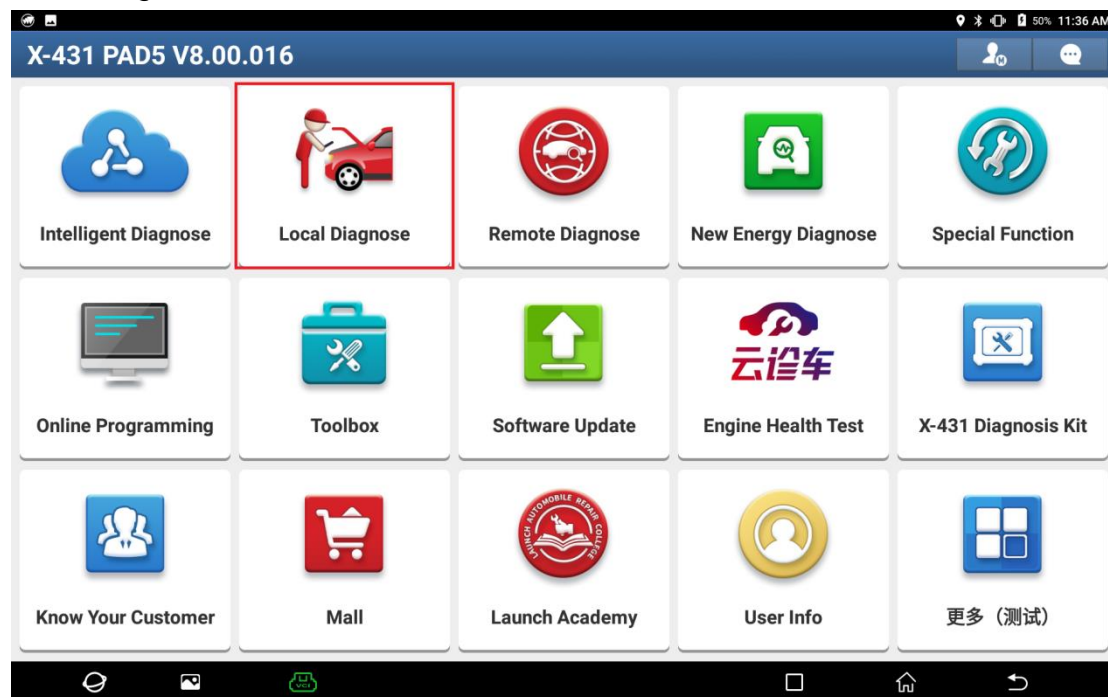 50% 11:36 AM
X-431 PAD5 V8.00.016
Intelligent Diagnose
Local Diagnose
Remote Diagnose
New Energy Diagnose
Special Function
云诊车
Online Programming
Toolbox
Software Update
Engine Health Test
X-431 Diagnosis Kit
LAUNCH AUTOMOBILE REPAIR COLLEGE
Know Your Customer
Mall
Launch Academy
User Info
更多（测试）
VCI